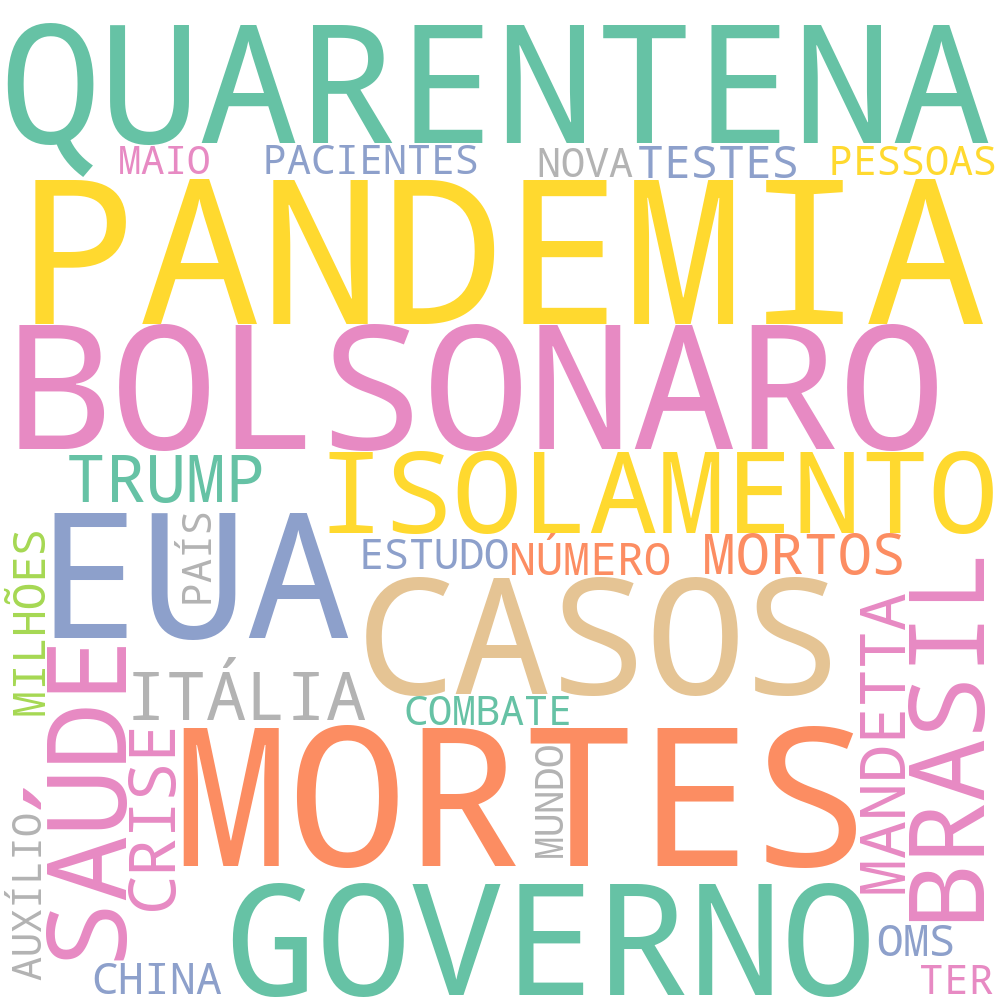 QUARENTENA
MAIO PACIENTES NOVA TESTES PESSOAS
PANDEMIA
BOLSONARO
TRUMP ISOLAMENTO
EUA PAÍS ESTUDO NÚMERO MORTOS
MILHÕES CASOS
ITÁLIA COMBATE
SAÚDE CRISE MORTES MUNDO MANDETTA BRASIL
AUXÍLIO GOVERNO OMS
CHINA TER